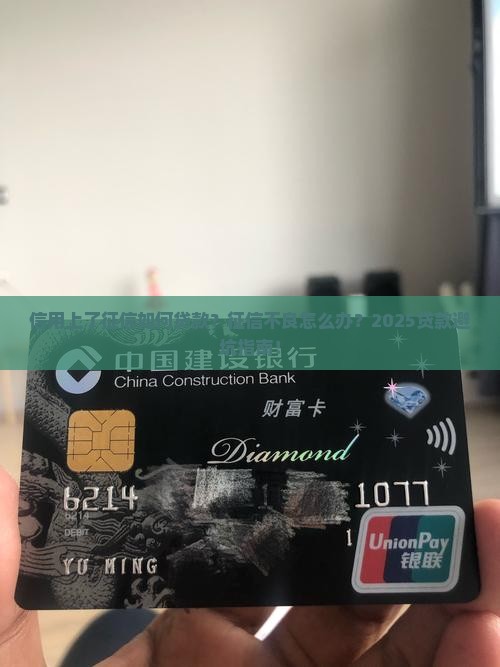 信用上了征信如何贷款?征信不良怎么办?2025贷款避
坑指南!
中国建设银行
China Construction Bank
财富卡
Diamond
6214 1077
6214
DEBIT
1
YU MING
UnionPay
银联